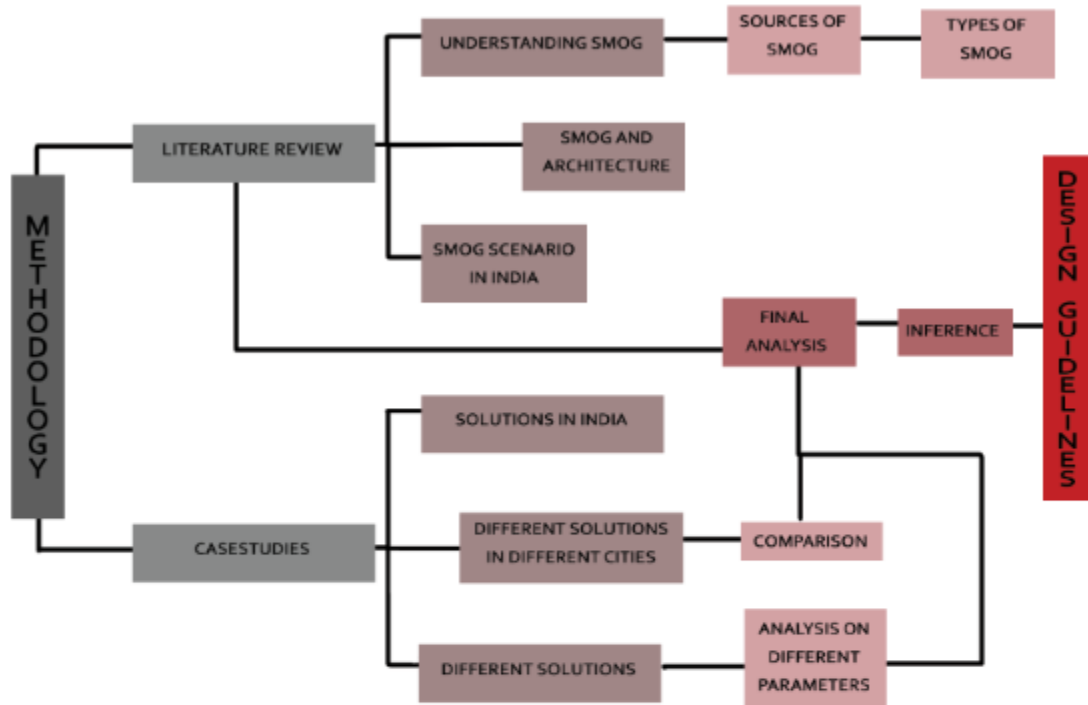 METHODOLOGY
LITERATURE REVIEW
UNDERSTANDING SMOG
SOURCES OF
SMOG
TYPES OF
SMOG
SMOG AND
ARCHITECTURE
SMOG SCENARIO
IN INDIA
FINAL
ANALYSIS
INFERENCE
DESIGN GUIDELINES
CASESTUDIES
SOLUTIONS IN INDIA
DIFFERENT SOLUTIONS
IN DIFFERENT CITIES
COMPARISON
DIFFERENT SOLUTIONS
ANALYSIS ON
DIFFERENT
PARAMETERS